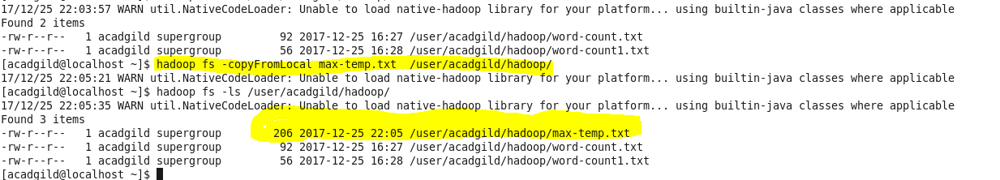 17/12/25 22:03:57 WARN util.NativeCodeLoader: Unable to load native-hadoop library for your platform... using builtin-java classes where applicable
Found 2 items
-rw-r--r--   1 acadgild supergroup         92 2017-12-25 16:27 /user/acadgild/hadoop/word-count.txt
-rw-r--r--   1 acadgild supergroup         56 2017-12-25 16:28 /user/acadgild/hadoop/word-count1.txt
[acadgild@localhost ~]$ hadoop fs -copyFromLocal max-temp.txt  /user/acadgild/hadoop/
17/12/25 22:05:21 WARN util.NativeCodeLoader: Unable to load native-hadoop library for your platform... using builtin-java classes where applicable
[acadgild@localhost ~]$ hadoop fs -ls /user/acadgild/hadoop/
17/12/25 22:05:35 WARN util.NativeCodeLoader: Unable to load native-hadoop library for your platform... using builtin-java classes where applicable
Found 3 items
-rw-r--r--   1 acadgild supergroup        206 2017-12-25 22:05 /user/acadgild/hadoop/max-temp.txt
-rw-r--r--   1 acadgild supergroup         92 2017-12-25 16:27 /user/acadgild/hadoop/word-count.txt
-rw-r--r--   1 acadgild supergroup         56 2017-12-25 16:28 /user/acadgild/hadoop/word-count1.txt
[acadgild@localhost ~]$